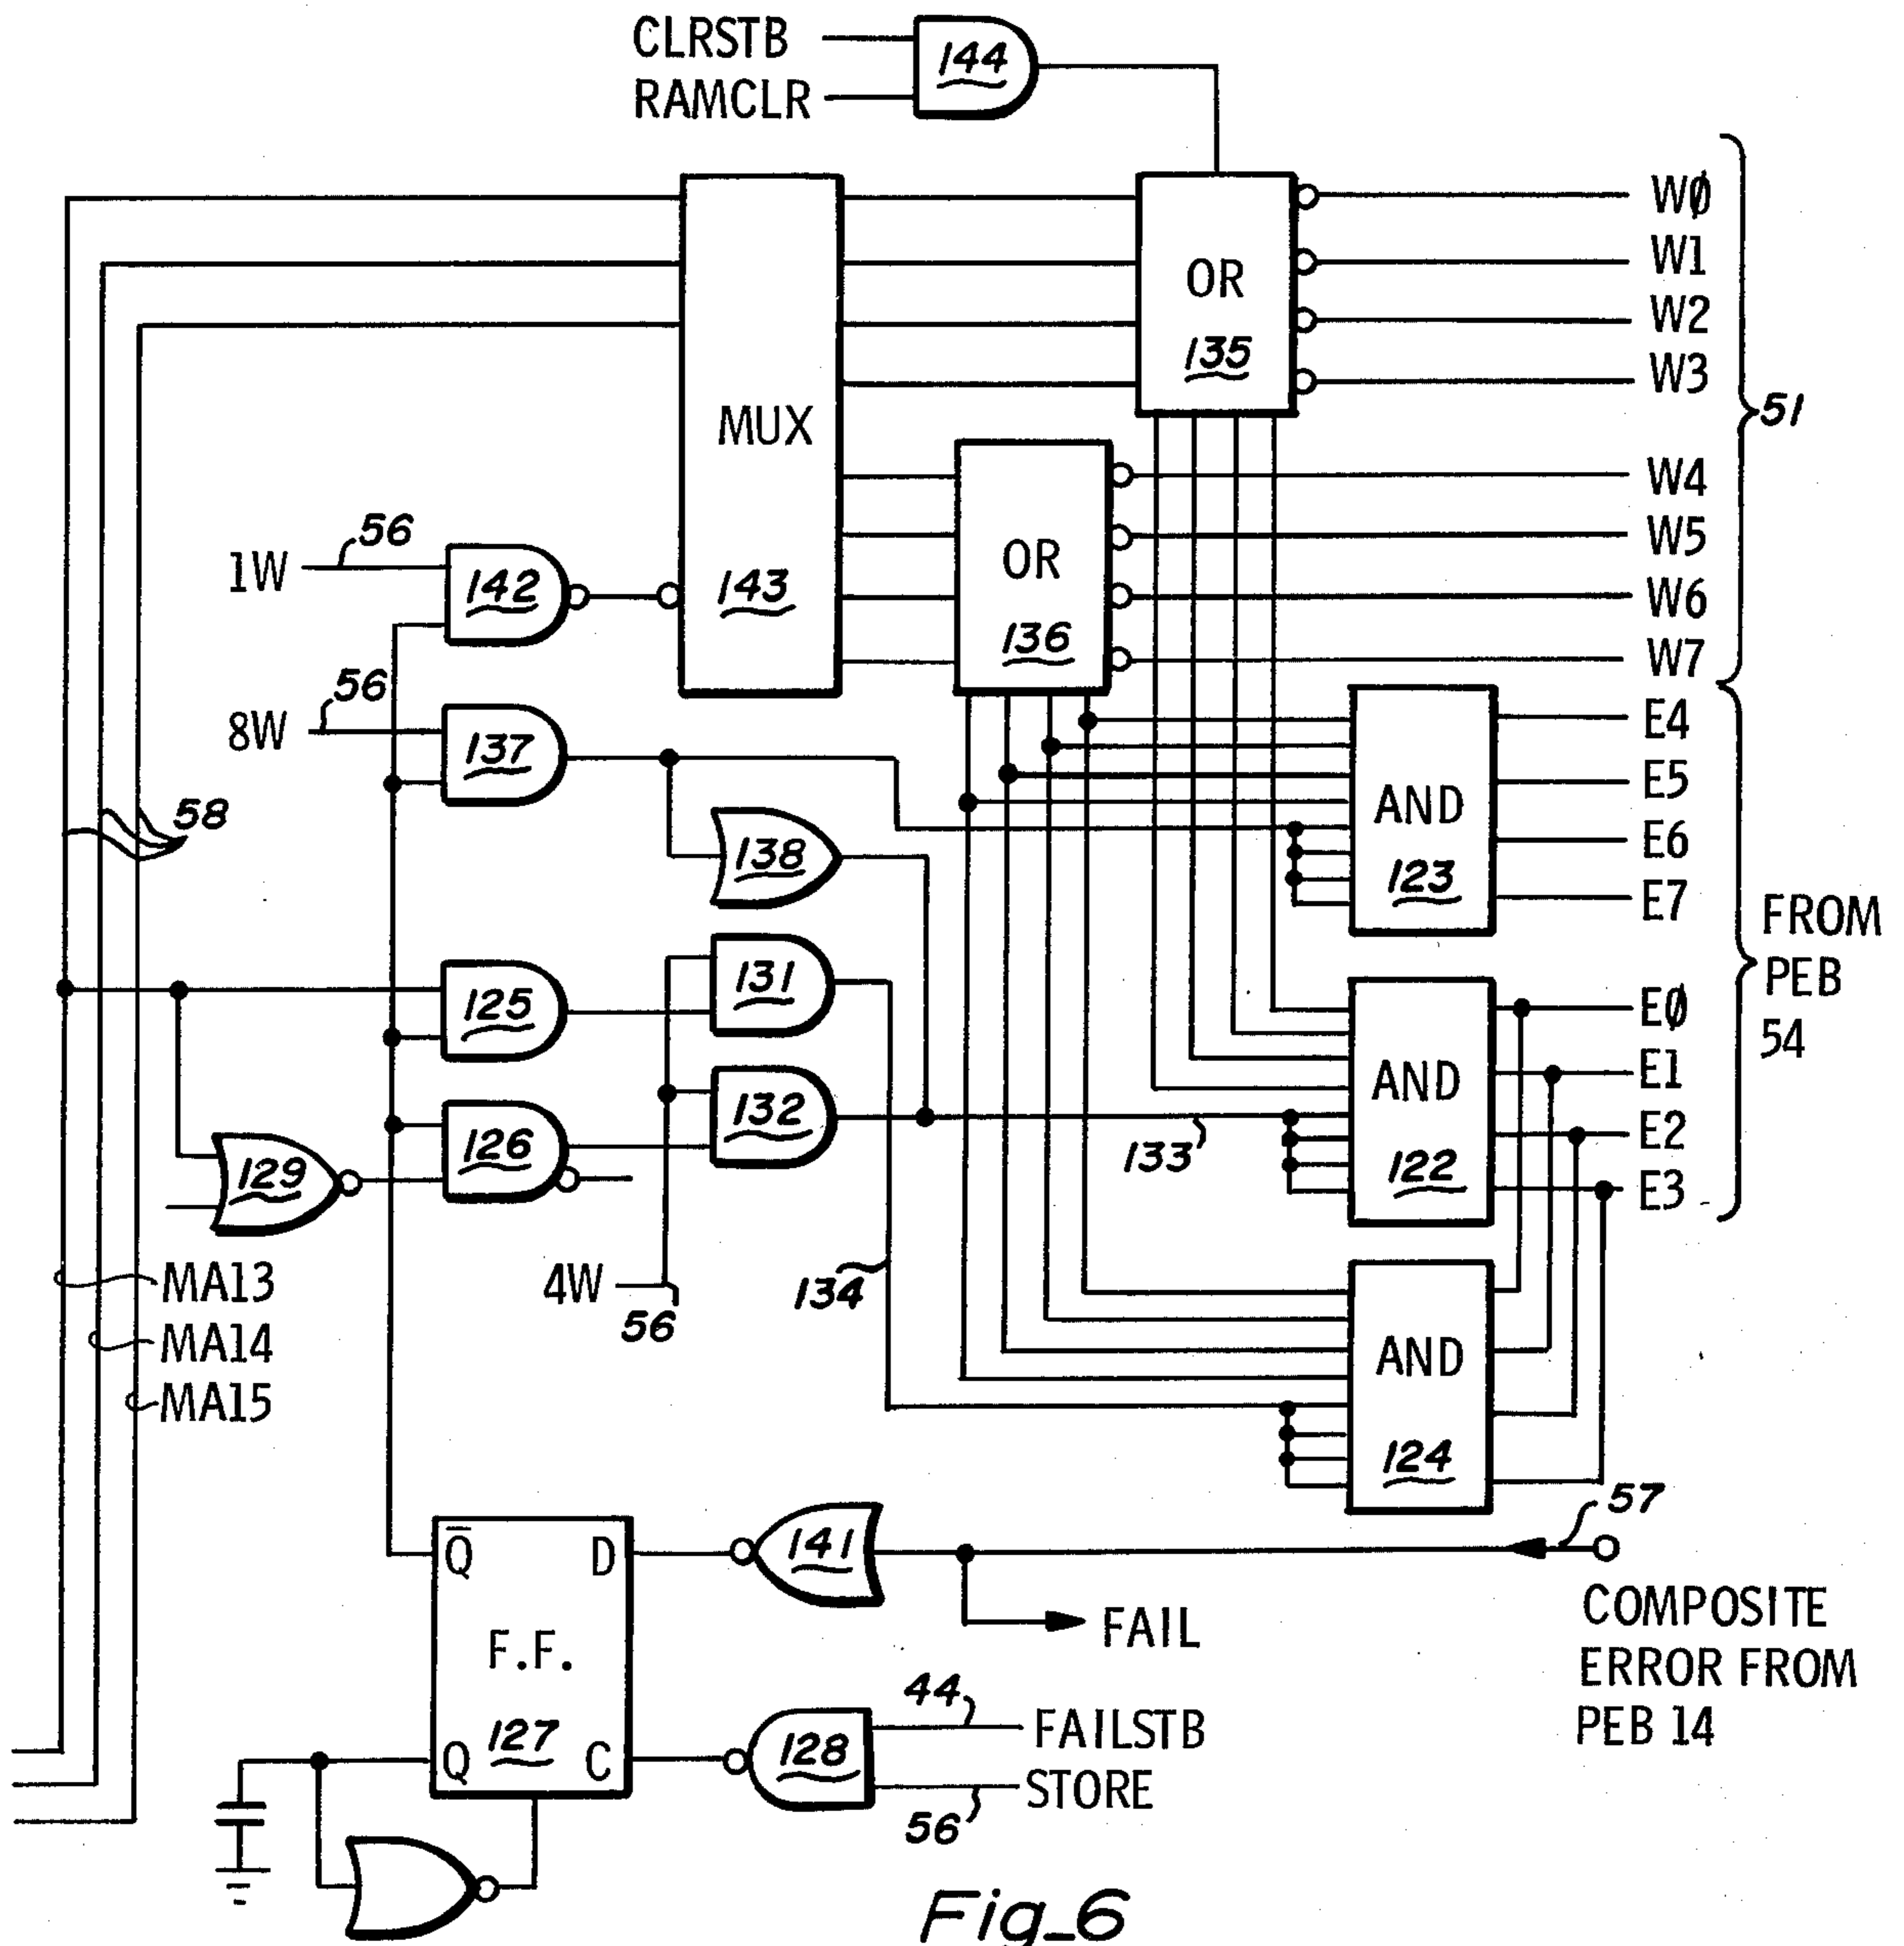 CLRSTB
RAMCLR
144
WØ
W1
W2
W3
51
OR
135
MUX
143
W4
W5
W6
W7
OR
136
1W
56
142
8W
56
137
E4
E5
E6
E7
AND
123
58
138
FROM
PEB
54
125
131
EØ
E1
E2
E3
AND
122
126
132
133
129
MA13
MA14
MA15
4W
56
134
AND
124
57
Q̅
D
141
COMPOSITE
ERROR FROM
PEB 14
FAIL
F.F.
127
Q
C
128
44
FAILSTB
STORE
56
Fig_6